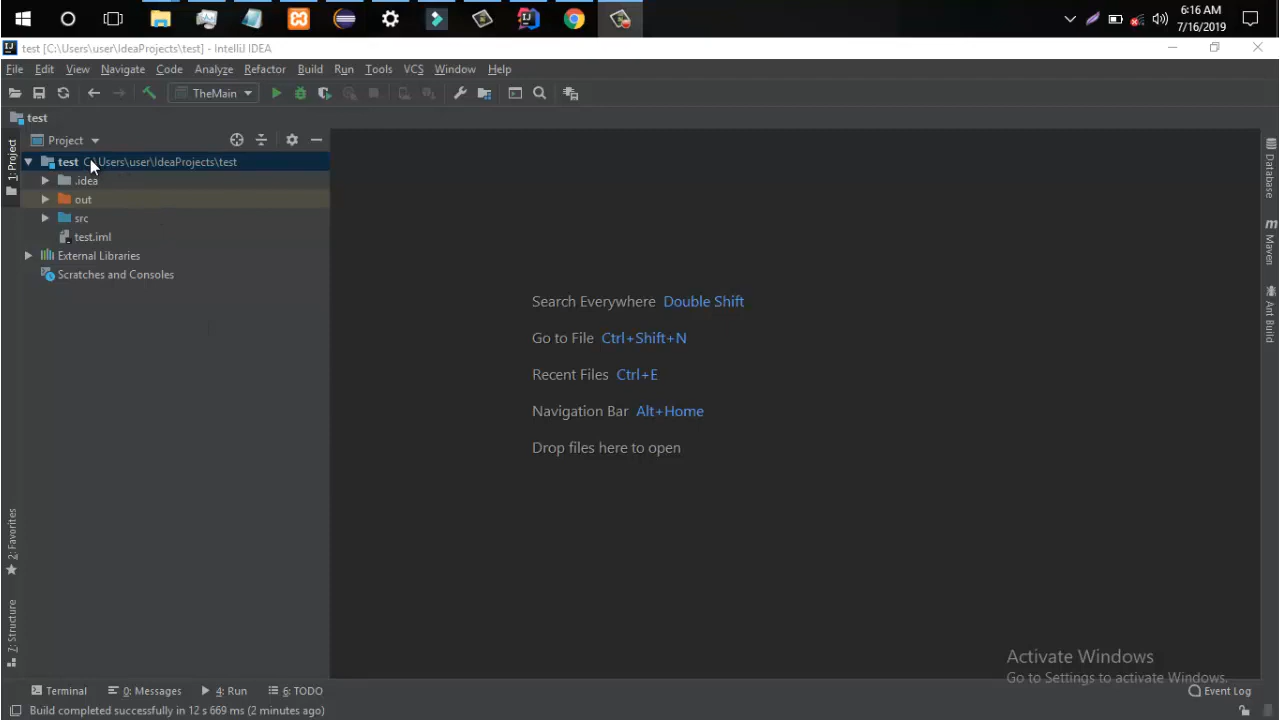 6:16 AM
7/16/2019
test [C:\Users\user\IdeaProjects\test] - IntelliJ IDEA
File Edit View Navigate Code Analyze Refactor Build Run Tools VCS Window Help
TheMain
test
Project
1: Project
test C:\Users\user\IdeaProjects\test
.idea
out
src
test.iml
External Libraries
Scratches and Consoles
Search Everywhere Double Shift
Go to File Ctrl+Shift+N
Recent Files Ctrl+E
Navigation Bar Alt+Home
Drop files here to open
Database
Maven
Ant Build
2: Favorites
7: Structure
Activate Windows
Go to Settings to activate Windows.
Terminal 0: Messages 4: Run 6: TODO
Event Log
Build completed successfully in 12 s 669 ms (2 minutes ago)